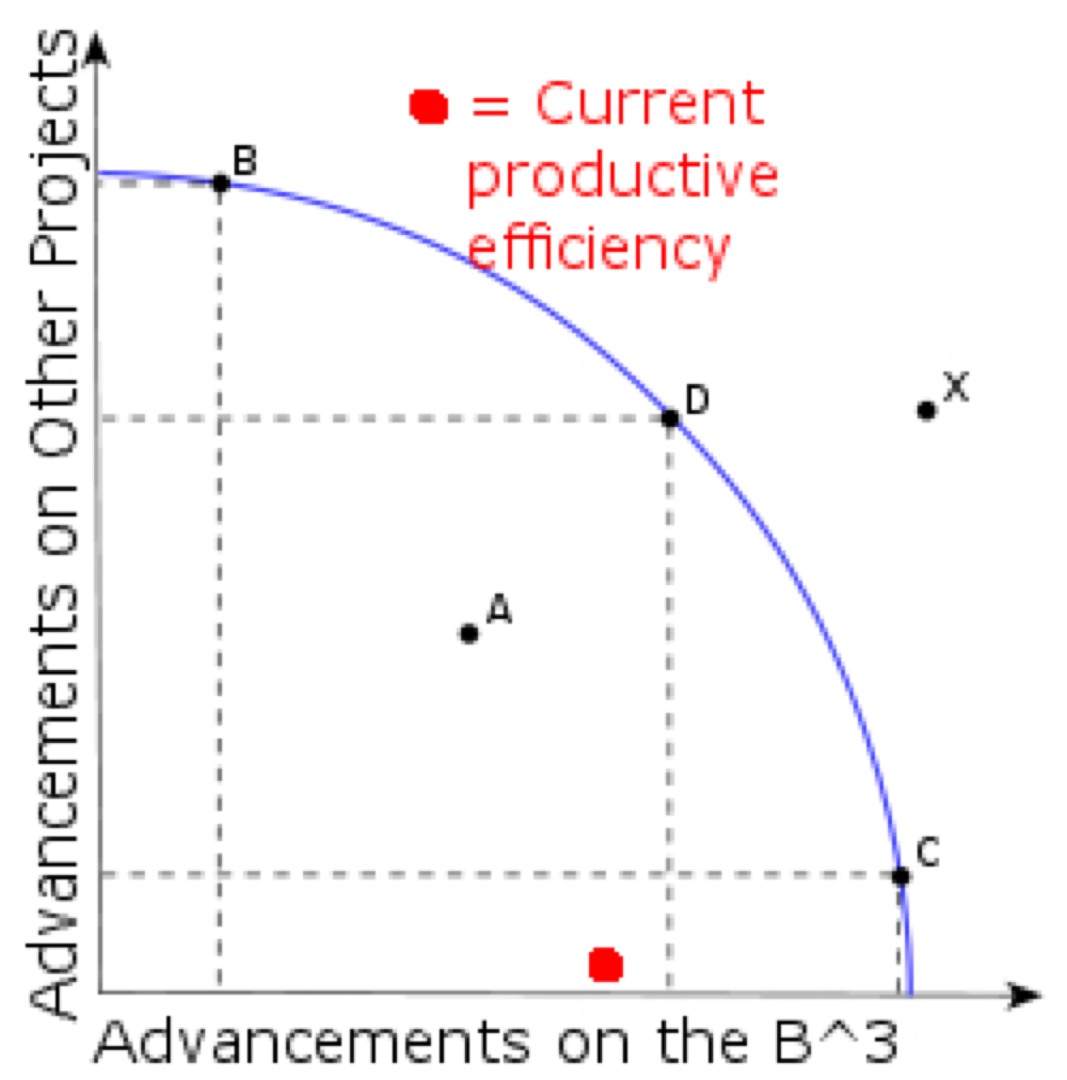 = Current
productive
efficiency
B
D
X
A
C
Advancements on Other Projects
Advancements on the B^3